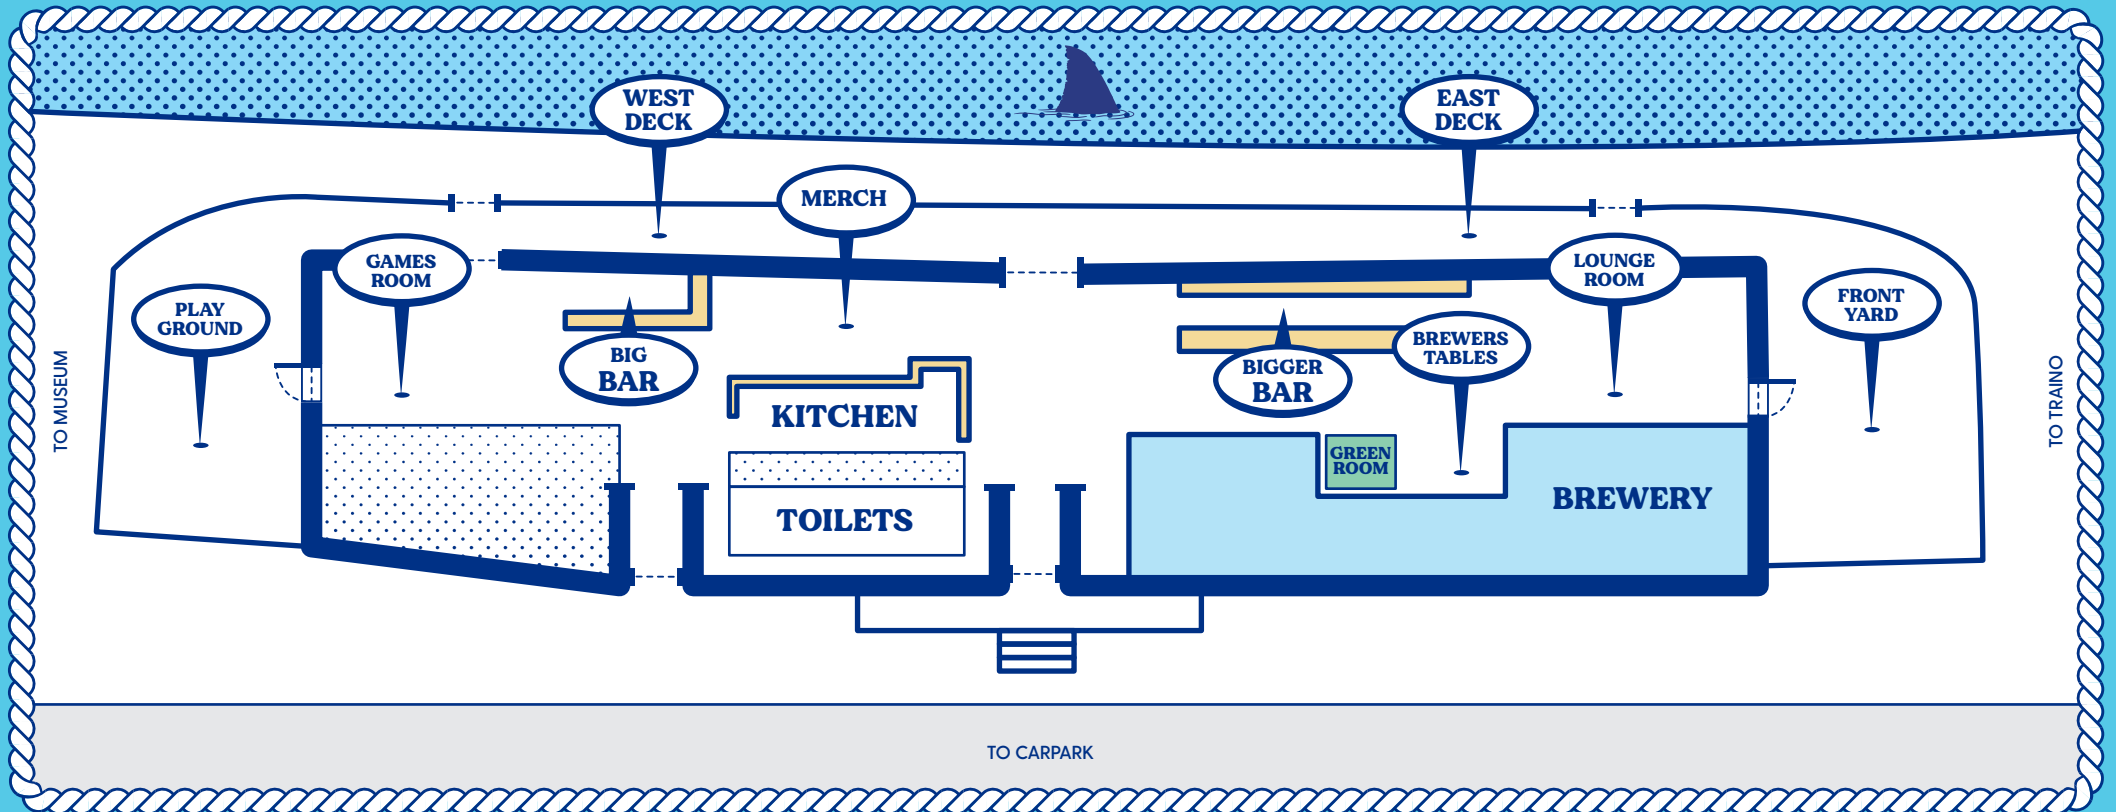 WEST
DECK
EAST
DECK
MERCH
GAMES
ROOM
LOUNGE
ROOM
PLAY
GROUND
FRONT
YARD
BIG
BAR
BIGGER
BAR
BREWERS
TABLES
KITCHEN
GREEN
ROOM
TOILETS
BREWERY
TO MUSEUM
TO TRAINO
TO CARPARK